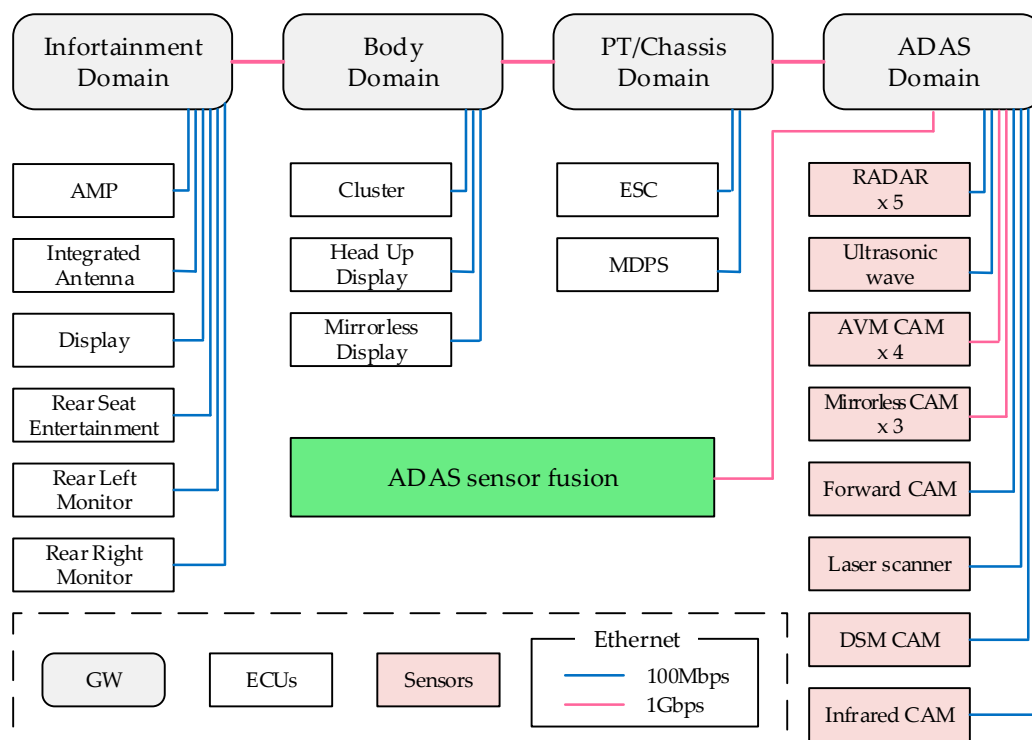 Infortainment
Domain
Body
Domain
PT/Chassis
Domain
ADAS
Domain
AMP
Integrated
Antenna
Display
Rear Seat
Entertainment
Rear Left
Monitor
Rear Right
Monitor
Cluster
Head Up
Display
Mirrorless
Display
ESC
MDPS
RADAR
x 5
Ultrasonic
wave
AVM CAM
x 4
Mirrorless CAM
x 3
Forward CAM
Laser scanner
DSM CAM
Infrared CAM
ADAS sensor fusion
GW
ECUs
Sensors
Ethernet
100Mbps
1Gbps